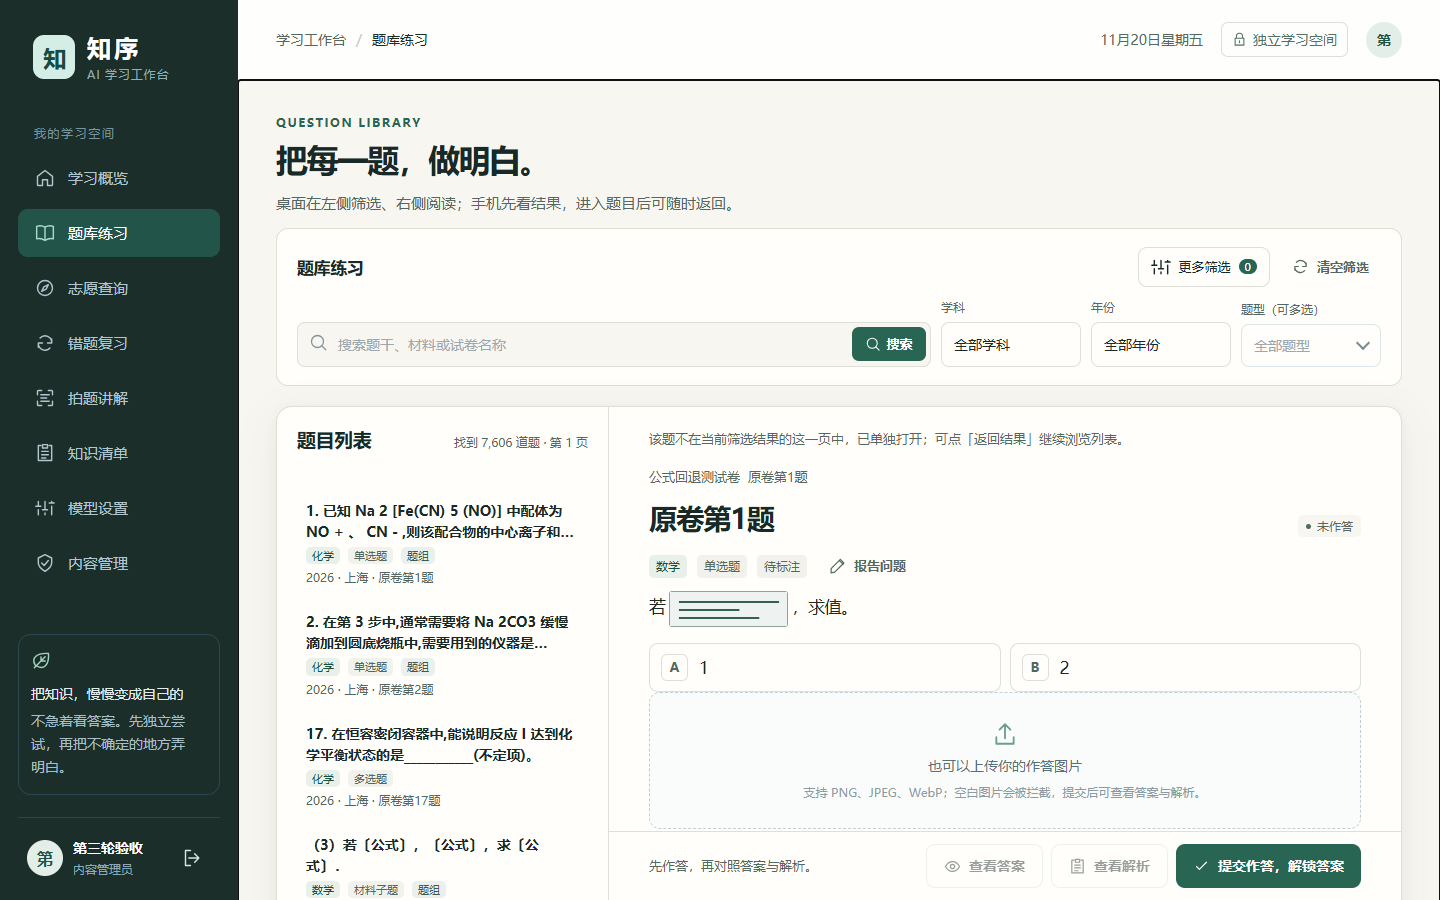 知
知序
AI 学习工作台
我的学习空间
学习概览
题库练习
志愿查询
错题复习
拍题讲解
知识清单
模型设置
内容管理
把知识，慢慢变成自己的
不急着看答案。先独立尝
试，再把不确定的地方弄
明白。
第
第三轮验收
内容管理员
学习工作台 / 题库练习
11月20日星期五
独立学习空间
第
QUESTION LIBRARY
把每一题，做明白。
桌面在左侧筛选、右侧阅读；手机先看结果，进入题目后可随时返回。
题库练习
更多筛选 0
清空筛选
搜索题干、材料或试卷名称
搜索
学科
全部学科
年份
全部年份
题型（可多选）
全部题型
题目列表
找到 7,606 道题 · 第 1 页
1. 已知 Na 2 [Fe(CN) 5 (NO)] 中配体为
NO + 、 CN - ,则该配合物的中心离子和...
化学 单选题 题组
2026 · 上海 · 原卷第1题
2. 在第 3 步中,通常需要将 Na 2CO3 缓慢
滴加到圆底烧瓶中,需要用到的仪器是...
化学 单选题 题组
2026 · 上海 · 原卷第2题
17. 在恒容密闭容器中,能说明反应 I 达到化
学平衡状态的是__________(不定项)。
化学 多选题
2026 · 上海 · 原卷第17题
（3）若〔公式〕，〔公式〕，求〔公
式〕.
数学 材料子题 题组
该题不在当前筛选结果的这一页中，已单独打开；可点「返回结果」继续浏览列表。
公式回退测试卷 原卷第1题
原卷第1题
未作答
数学 单选题 待标注 报告问题
若 ，求值。
A 1
B 2
也可以上传你的作答图片
支持 PNG、JPEG、WebP；空白图片会被拦截，提交后可查看答案与解析。
先作答，再对照答案与解析。
查看答案
查看解析
提交作答，解锁答案